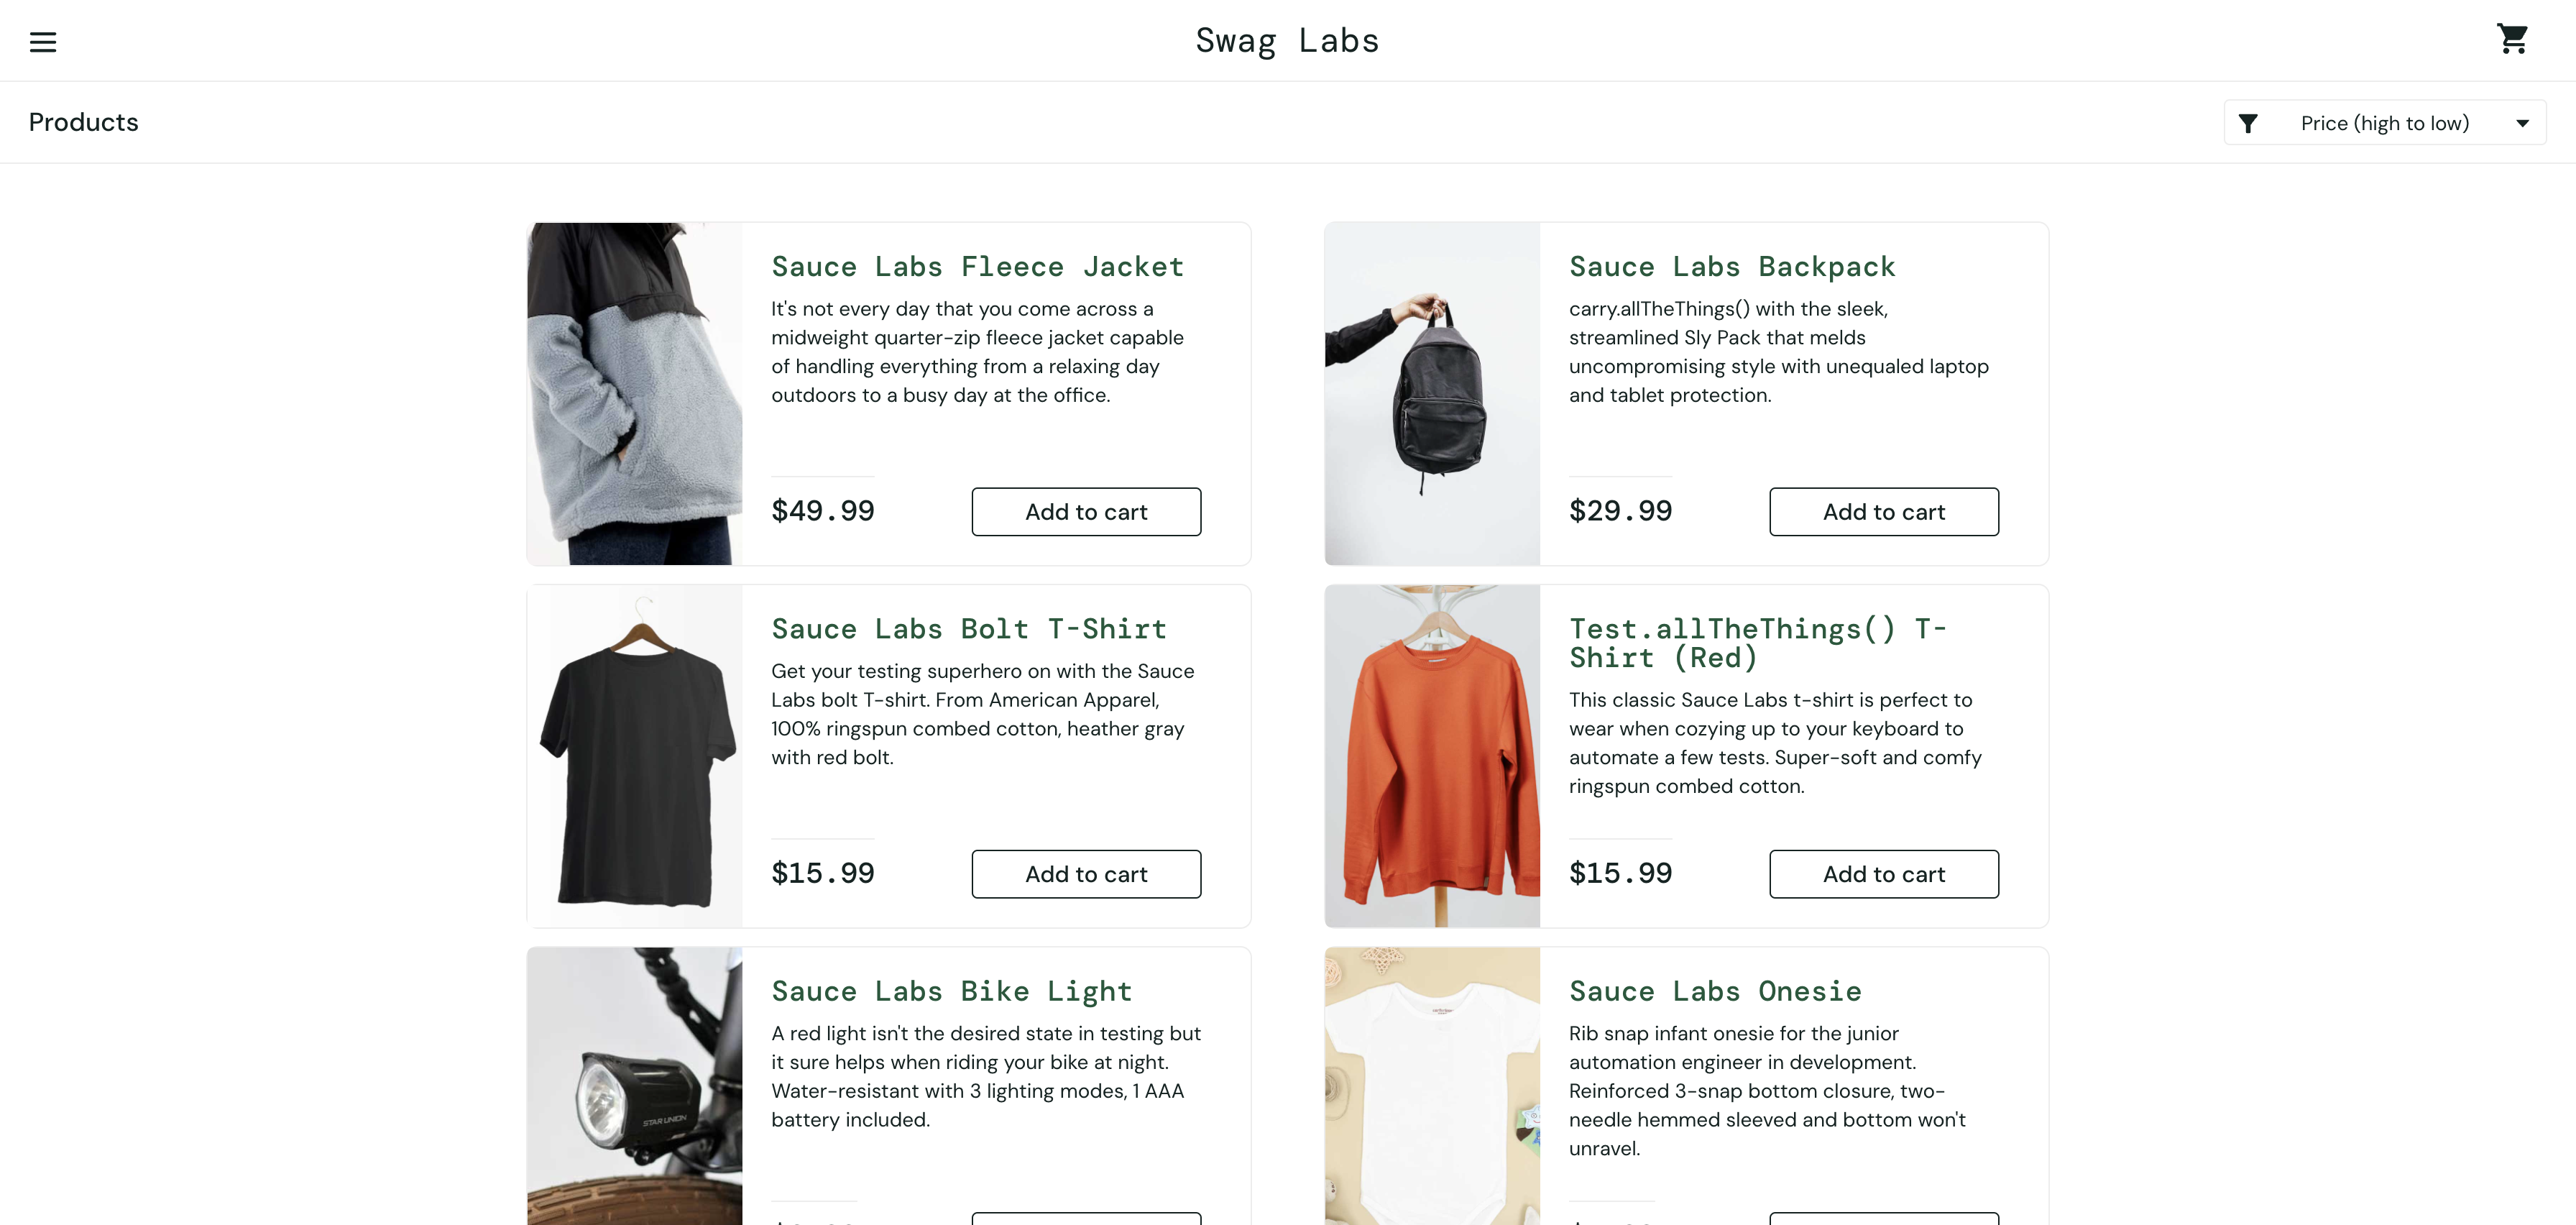 Swag Labs
Products
Price (high to low)
Sauce Labs Fleece Jacket
It's not every day that you come across a
midweight quarter-zip fleece jacket capable
of handling everything from a relaxing day
outdoors to a busy day at the office.
$49.99
Add to cart
Sauce Labs Backpack
carry.allTheThings() with the sleek,
streamlined Sly Pack that melds
uncompromising style with unequaled laptop
and tablet protection.
$29.99
Add to cart
Sauce Labs Bolt T-Shirt
Get your testing superhero on with the Sauce
Labs bolt T-shirt. From American Apparel,
100% ringspun combed cotton, heather gray
with red bolt.
$15.99
Add to cart
Test.allTheThings() T-
Shirt (Red)
This classic Sauce Labs t-shirt is perfect to
wear when cozying up to your keyboard to
automate a few tests. Super-soft and comfy
ringspun combed cotton.
$15.99
Add to cart
STAR UNION
Sauce Labs Bike Light
A red light isn't the desired state in testing but
it sure helps when riding your bike at night.
Water-resistant with 3 lighting modes, 1 AAA
battery included.
Sauce Labs Onesie
Rib snap infant onesie for the junior
automation engineer in development.
Reinforced 3-snap bottom closure, two-
needle hemmed sleeved and bottom won't
unravel.